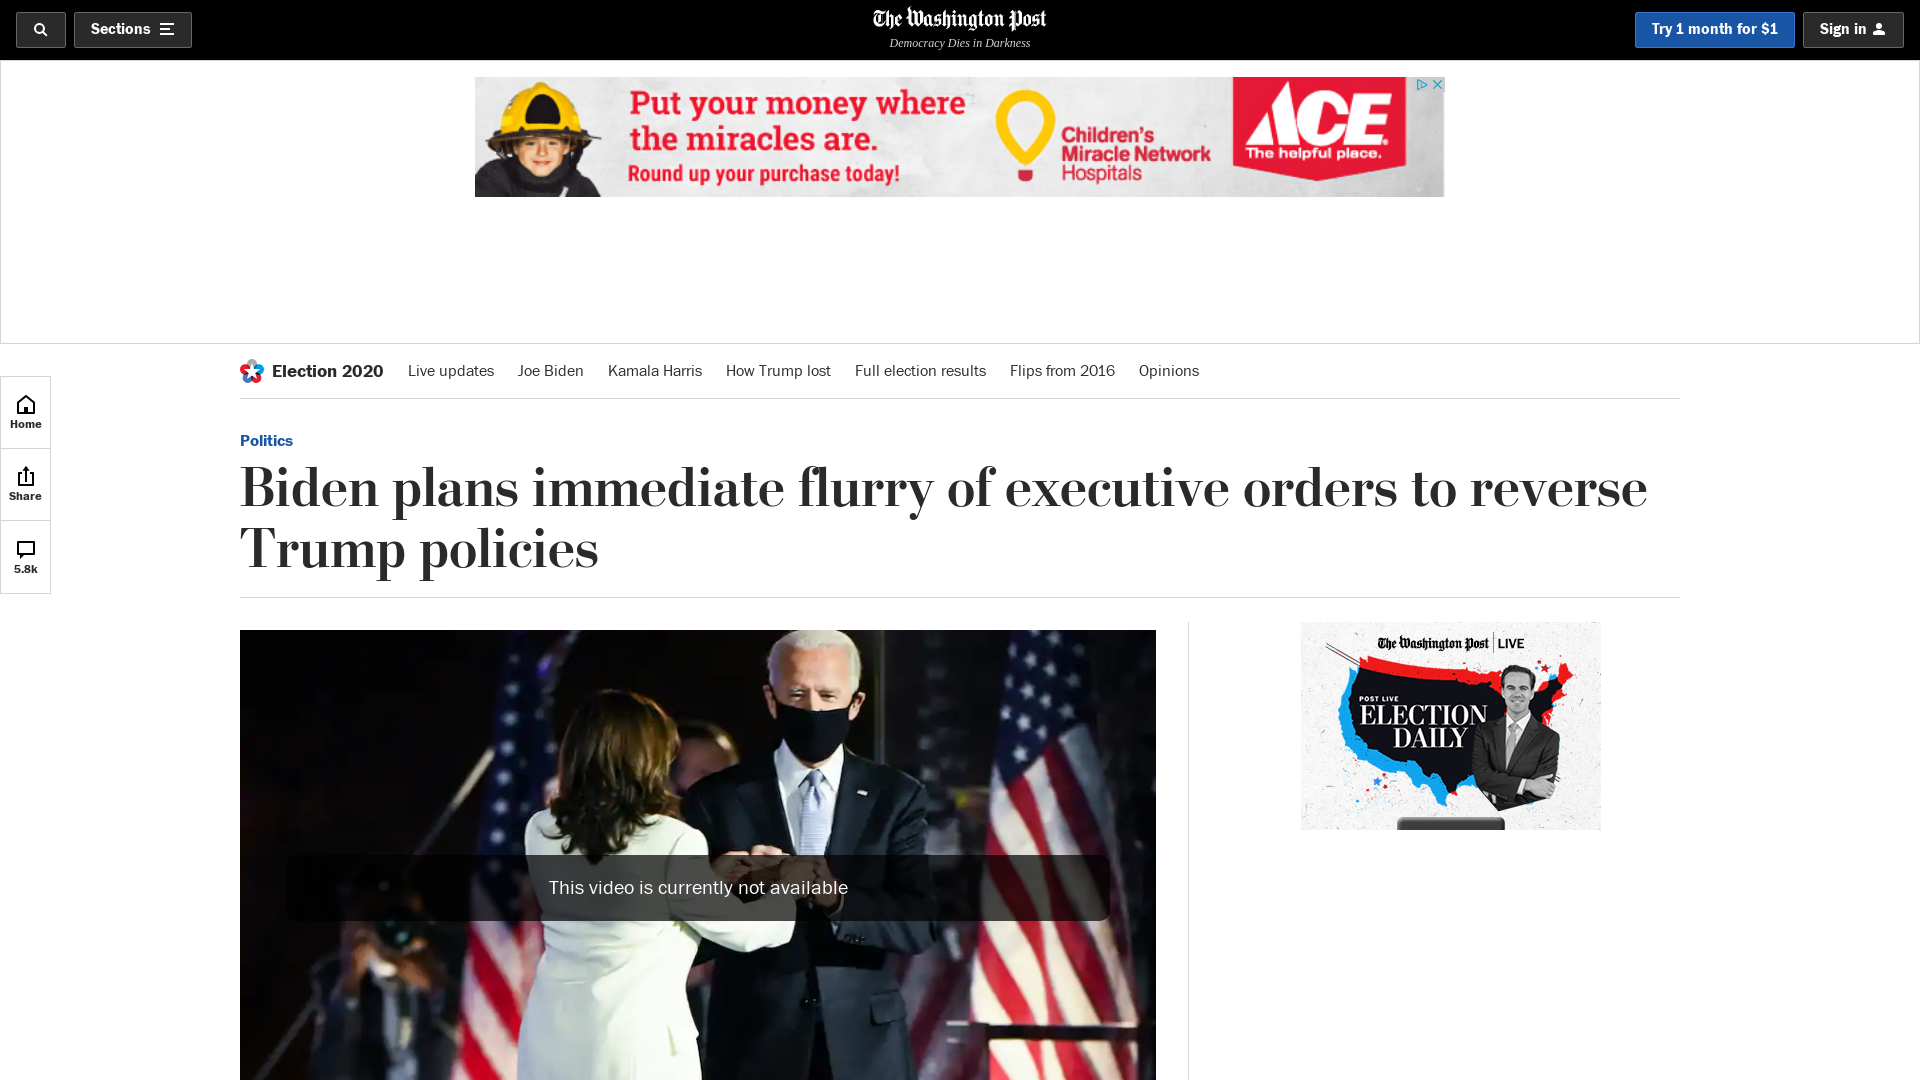 Sections
The Washington Post
Democracy Dies in Darkness
Try 1 month for $1
Sign in
Put your money where
the miracles are.
Round up your purchase today!
Children's
Miracle Network
Hospitals
ACE
The helpful place.
Election 2020
Live updates
Joe Biden
Kamala Harris
How Trump lost
Full election results
Flips from 2016
Opinions
Home
Share
5.8k
Politics
Biden plans immediate flurry of executive orders to reverse
Trump policies
This video is currently not available
The Washington Post LIVE
POST LIVE
ELECTION
DAILY